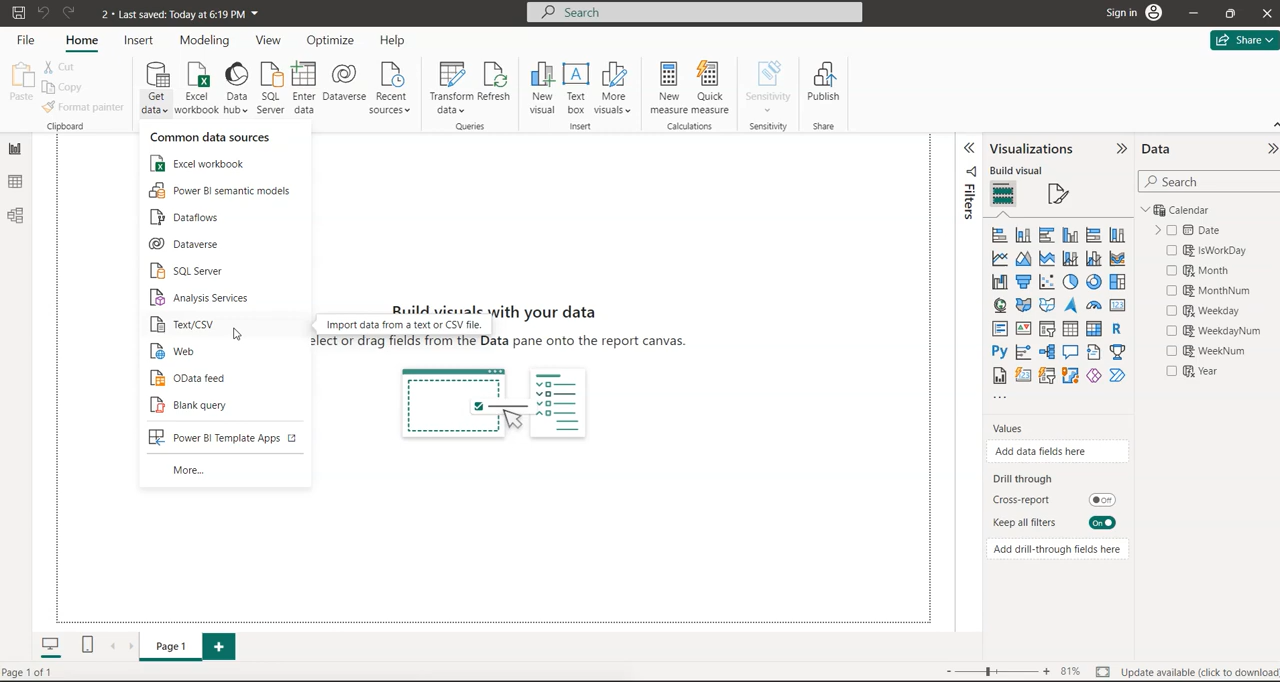 2 • Last saved: Today at 6:19 PM
Search
Sign in
File
Home
Insert
Modeling
View
Optimize
Help
Share
Paste
Cut
Copy
Format painter
Clipboard
Get data
Excel workbook
Data hub
SQL Server
Enter data
Dataverse
Recent sources
Transform data
Refresh
Queries
New visual
Text box
More visuals
Insert
New measure
Quick measure
Calculations
Sensitivity
Sensitivity
Publish
Share
Common data sources
Excel workbook
Power BI semantic models
Dataflows
Dataverse
SQL Server
Analysis Services
Text/CSV
Import data from a text or CSV file.
Web
OData feed
Blank query
Power BI Template Apps
More...
Build visuals with your data
elect or drag fields from the Data pane onto the report canvas.
Filters
Visualizations
Build visual
R
Py
123
...
Values
Add data fields here
Drill through
Cross-report
Off
Keep all filters
On
Add drill-through fields here
Data
Search
Calendar
Date
IsWorkDay
Month
MonthNum
Weekday
WeekdayNum
WeekNum
Year
Page 1
+
Page 1 of 1
- + 81%
Update available (click to download)